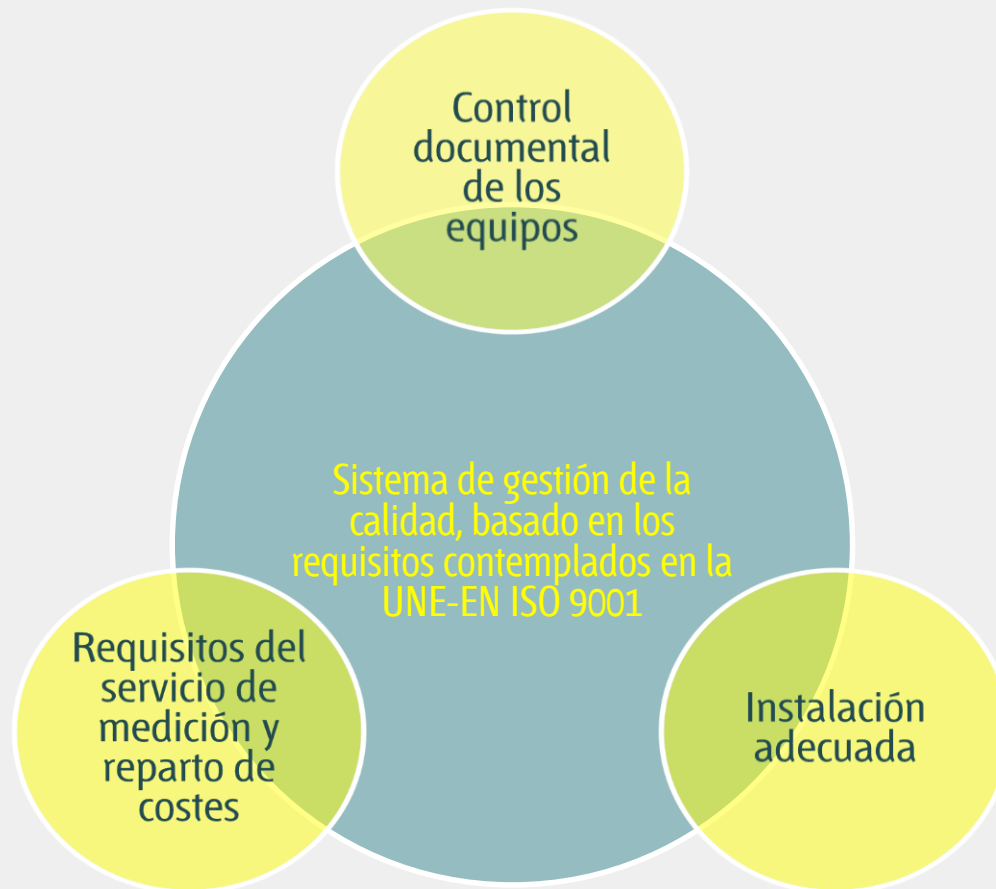 Control
documental
de los
equipos
Sistema de gestión de la
calidad, basado en los
requisitos contemplados en la
UNE-EN ISO 9001
Requisitos del
servicio de
medición y
reparto de
costes
Instalación
adecuada